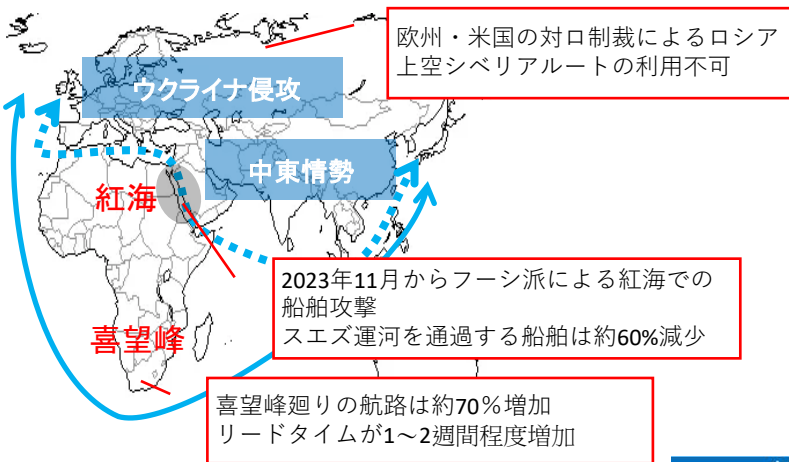 欧州・米国の対ロ制裁によるロシア
上空シベリアルートの利用不可
ウクライナ侵攻
中東情勢
紅海
2023年11月からフーシ派による紅海での
船舶攻撃
スエズ運河を通過する船舶は約60%減少
喜望峰
喜望峰廻りの航路は約70％増加
リードタイムが1～2週間程度増加